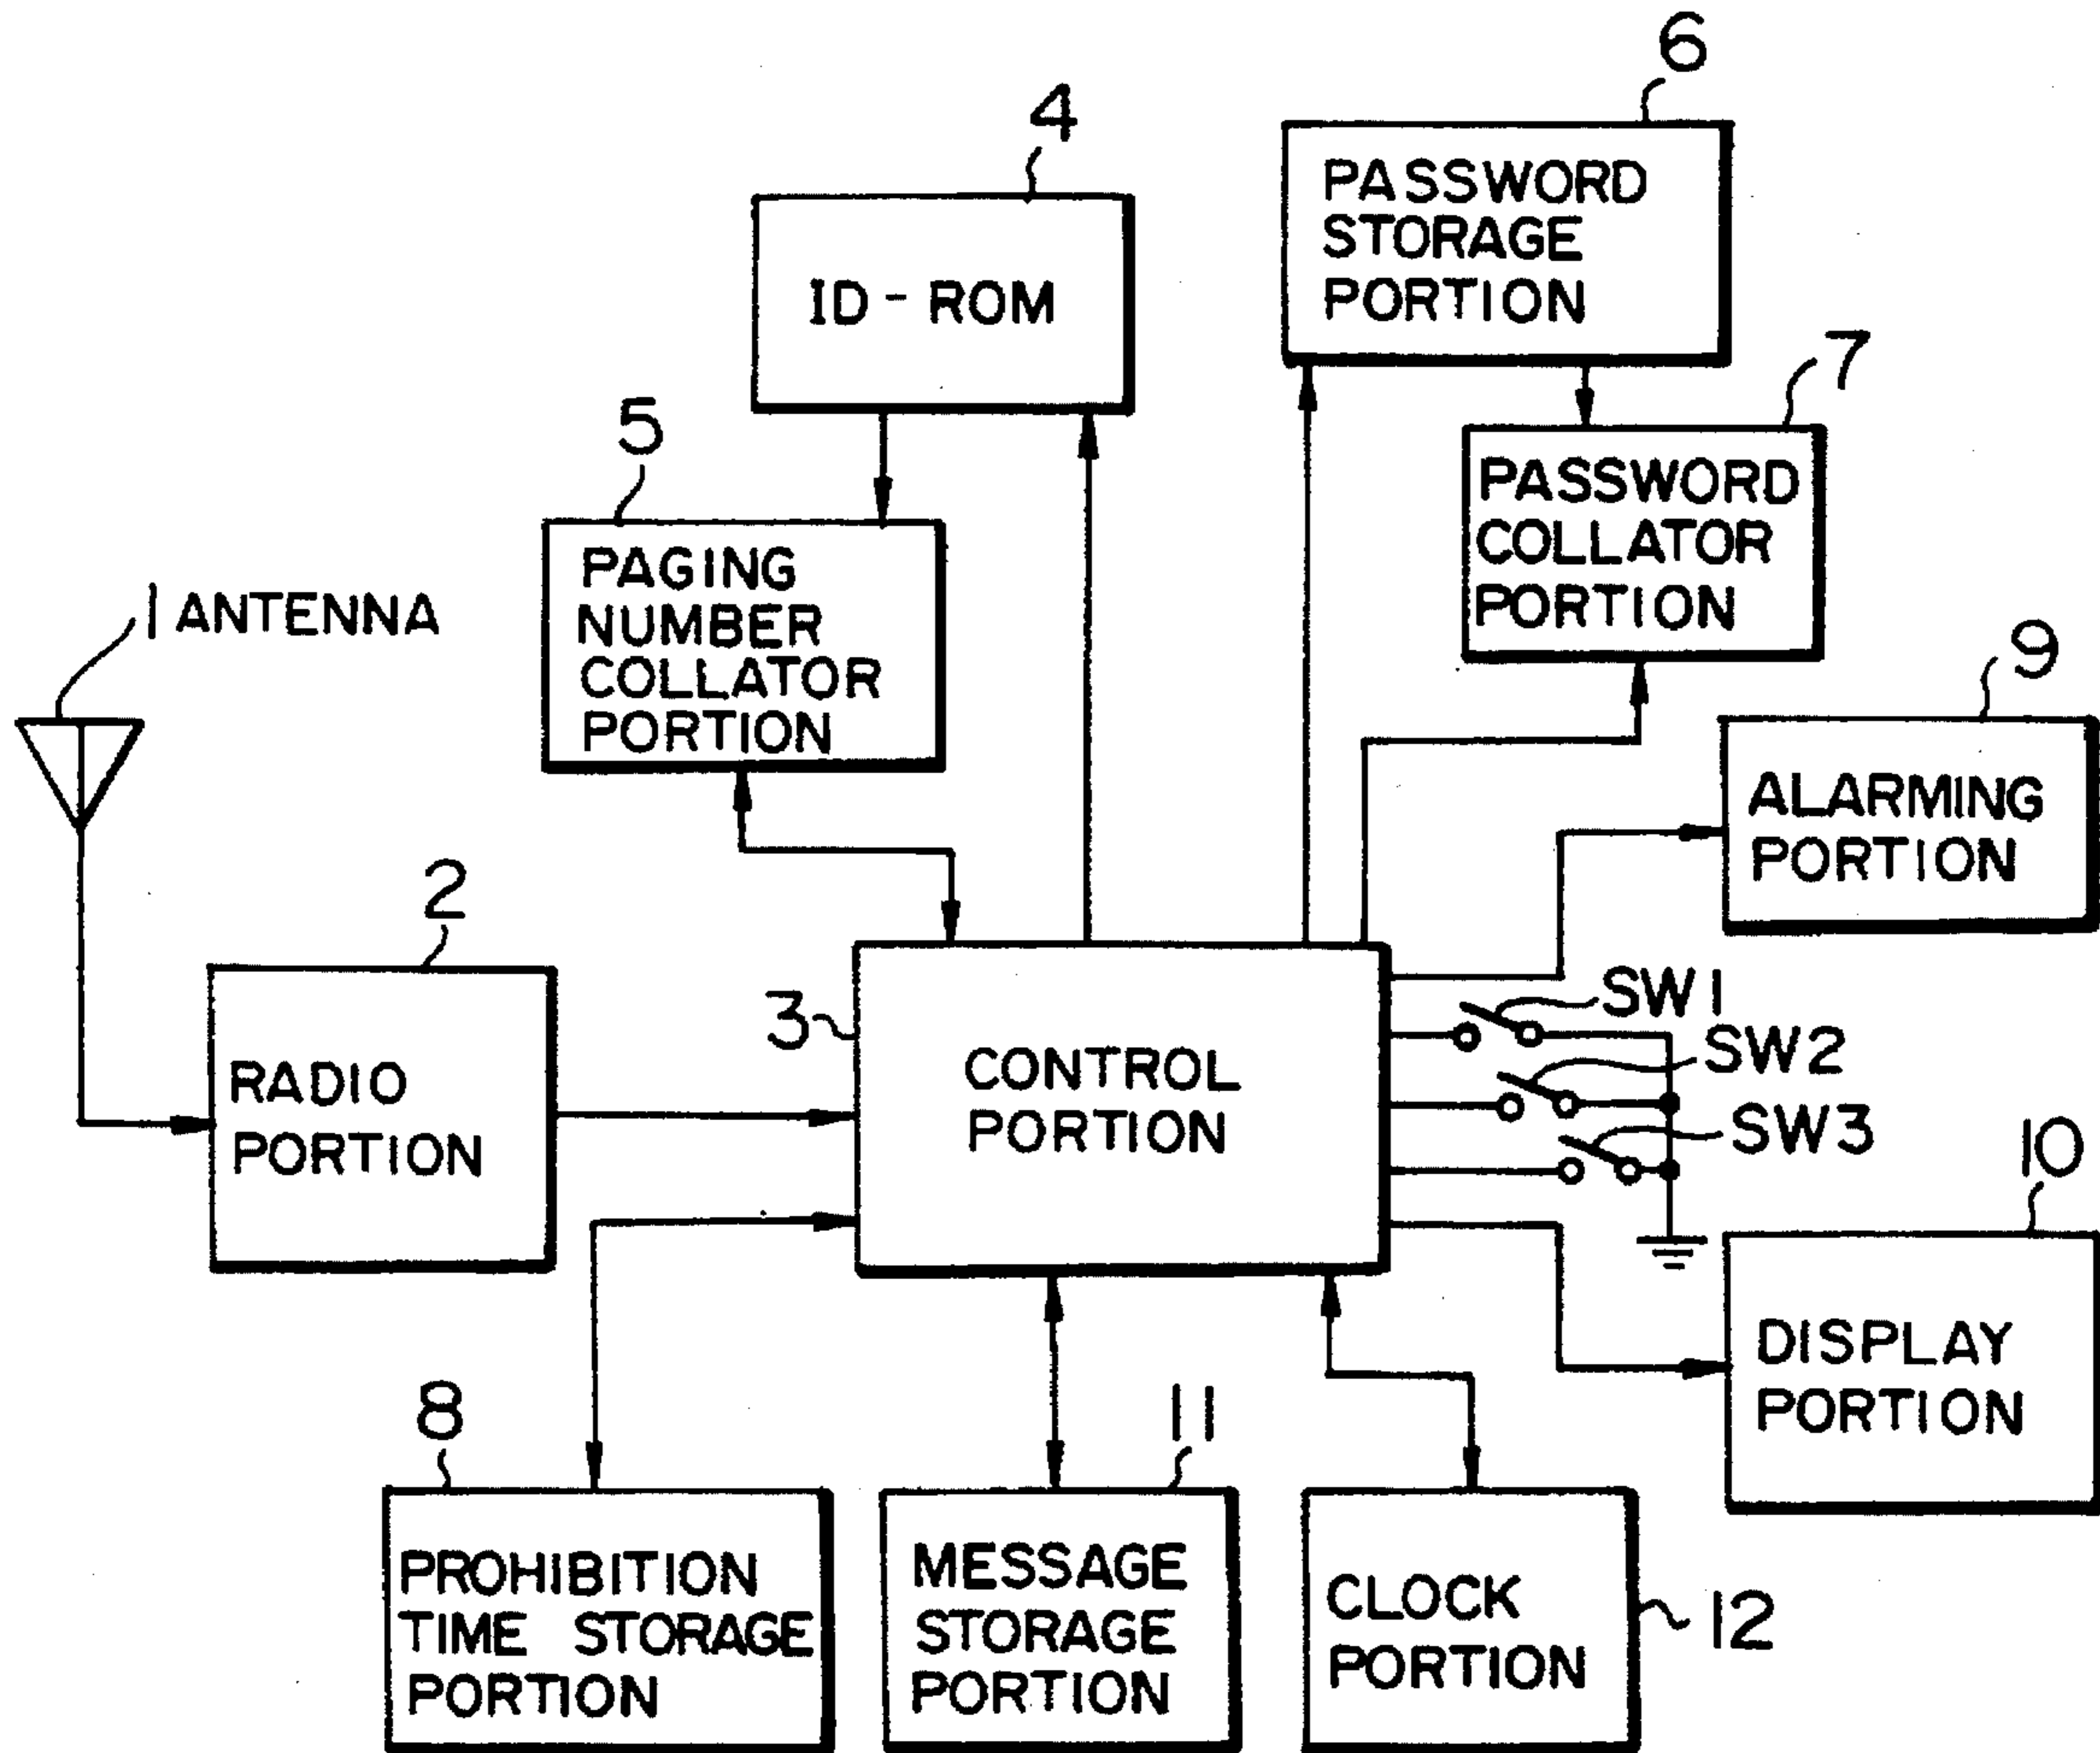 6
4
PASSWORD
STORAGE
PORTION
ID-ROM
7
5
PASSWORD
COLLATOR
PORTION
PAGING
NUMBER
COLLATOR
PORTION
1 ANTENNA
9
ALARMING
PORTION
2
SW1
3
SW2
CONTROL
PORTION
RADIO
PORTION
SW3
10
DISPLAY
PORTION
8
11
PROHIBITION
TIME STORAGE
PORTION
MESSAGE
STORAGE
PORTION
CLOCK
PORTION
12